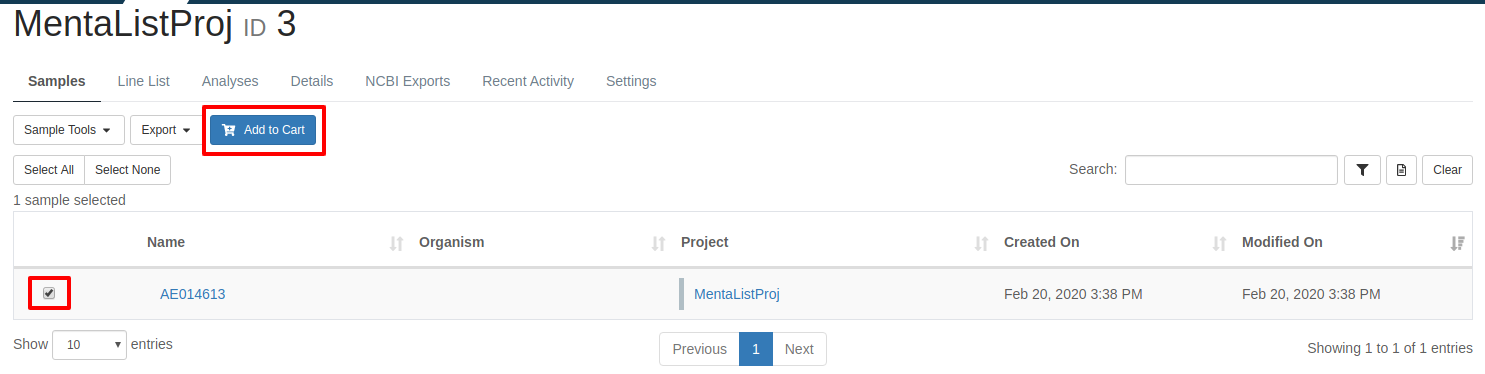 MentaListProj ID 3
Samples Line List Analyses Details NCBI Exports Recent Activity Settings
Sample Tools Export Add to Cart
Select All Select None Search: Clear
1 sample selected
Name Organism Project Created On Modified On
AE014613 MentaListProj Feb 20, 2020 3:38 PM Feb 20, 2020 3:38 PM
Show 10 entries Previous 1 Next Showing 1 to 1 of 1 entries